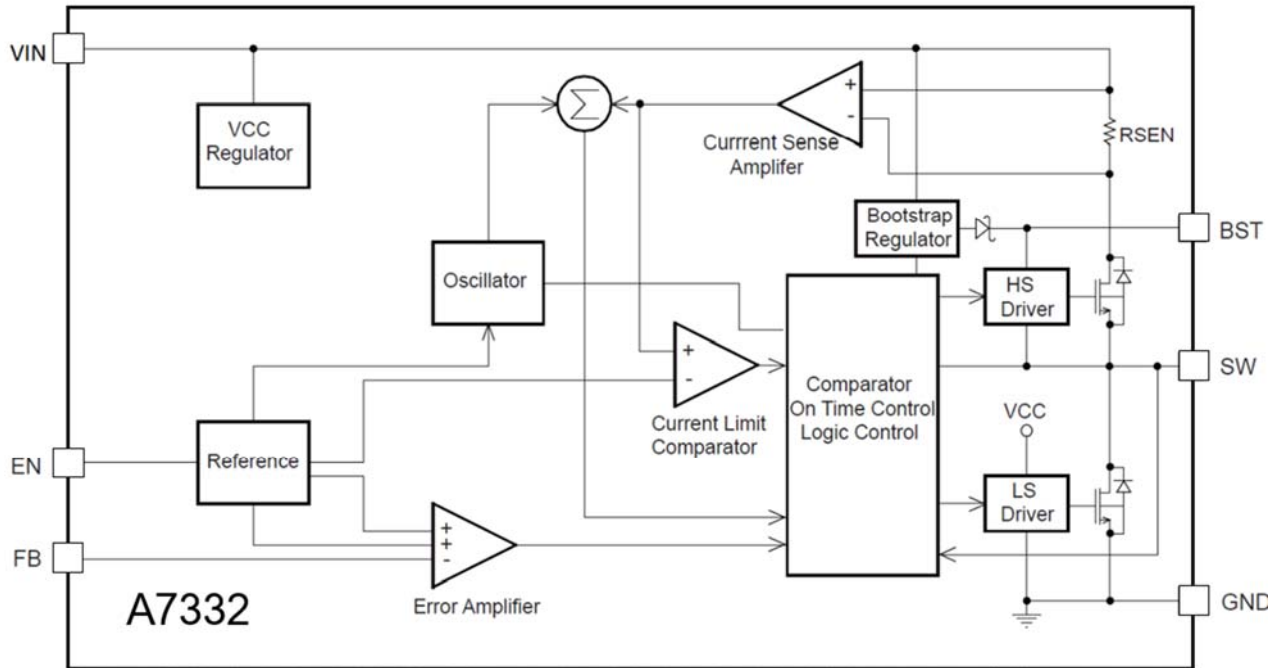 VIN
VCC
Regulator
Σ
+
-
Currrent Sense
Amplifer
RSEN
Bootstrap
Regulator
BST
Oscillator
HS
Driver
+
-
Current Limit
Comparator
Comparator
On Time Control
Logic Control
SW
VCC
EN
Reference
LS
Driver
FB
+
+
-
Error Amplifier
A7332
GND